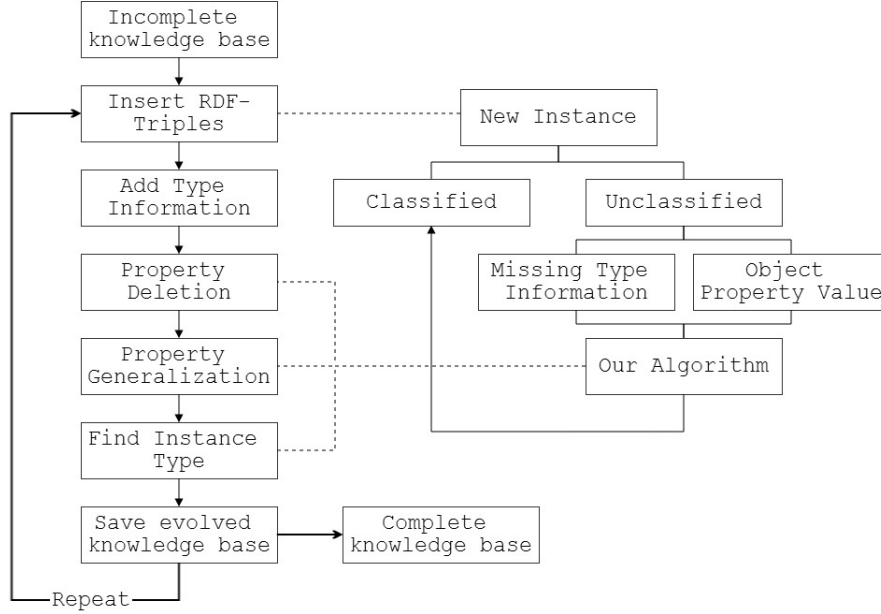 Incomplete
knowledge base
Insert RDF-
Triples
New Instance
Add Type
Information
Classified
Unclassified
Property
Deletion
Missing Type
Information
Object
Property Value
Property
Generalization
Our Algorithm
Find Instance
Type
Save evolved
knowledge base
Complete
knowledge base
Repeat